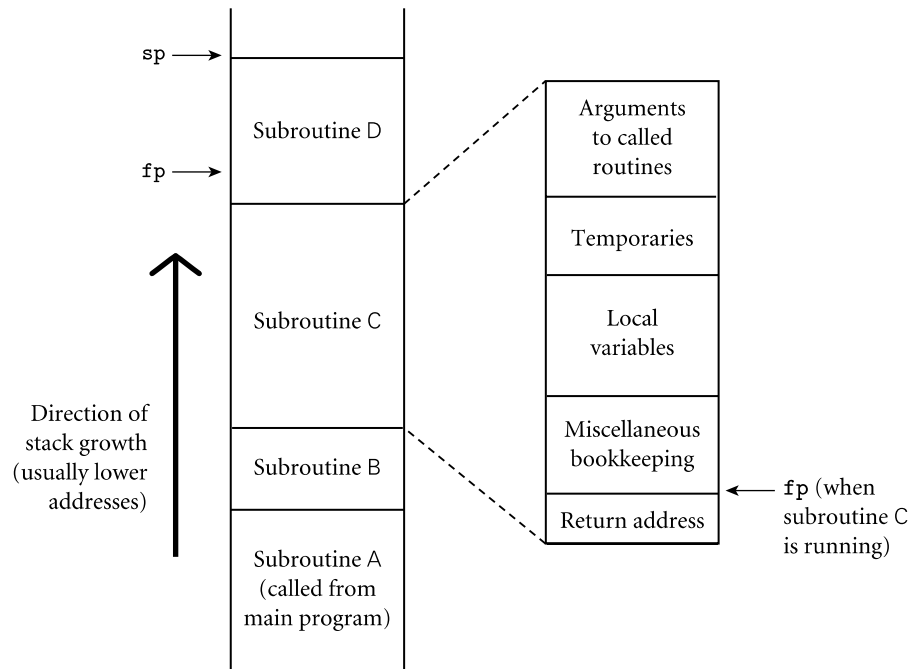 sp
Subroutine D
fp
Subroutine C
Direction of
stack growth
(usually lower
addresses)
Subroutine B
Subroutine A
(called from
main program)
Arguments
to called
routines
Temporaries
Local
variables
Miscellaneous
bookkeeping
Return address
fp (when
subroutine C
is running)